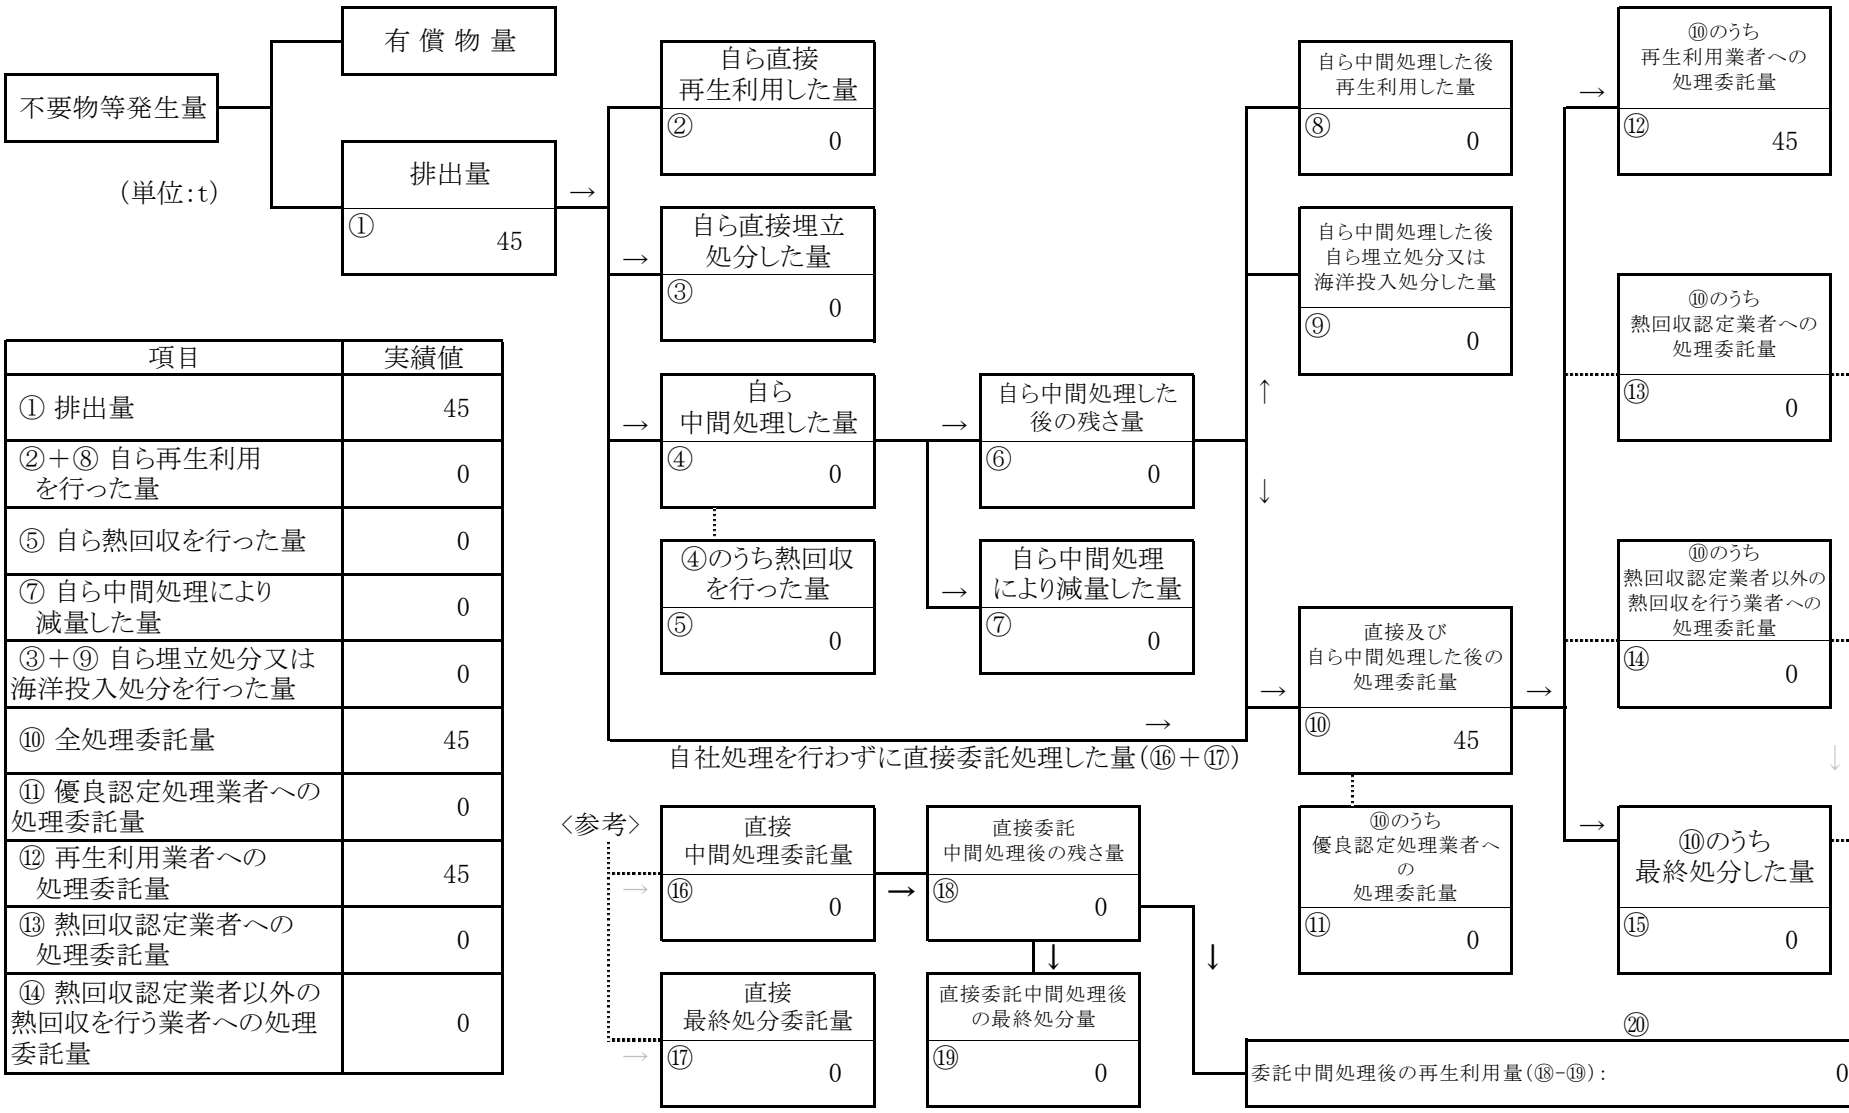 有 償 物 量
不要物等発生量
(単位:t)
排出量
①
45
→
自ら直接
再生利用した量
②
0
→
自ら直接埋立
処分した量
③
0
→
自ら
中間処理した量
④
0
④のうち熱回収
を行った量
⑤
0
→
自ら中間処理した
後の残さ量
⑥
0
→
自ら中間処理
により減量した量
⑦
0
自ら中間処理した後
再生利用した量
⑧
0
自ら中間処理した後
自ら埋立処分又は
海洋投入処分した量
⑨
0
↑
↓
→
直接及び
自ら中間処理した後の
処理委託量
⑩
45
→
→
自社処理を行わずに直接委託処理した量(⑯+⑰)
⑩のうち
優良認定処理業者へ
の
処理委託量
⑪
0
→
⑩のうち
再生利用業者への
処理委託量
⑫
45
⑩のうち
熱回収認定業者への
処理委託量
⑬
0
⑩のうち
熱回収認定業者以外の
熱回収を行う業者への
処理委託量
⑭
0
↓
→
⑩のうち
最終処分した量
⑮
0
項目 実績値
① 排出量 45
②+⑧ 自ら再生利用
を行った量 0
⑤ 自ら熱回収を行った量 0
⑦ 自ら中間処理により
減量した量 0
③+⑨ 自ら埋立処分又は
海洋投入処分を行った量 0
⑩ 全処理委託量 45
⑪ 優良認定処理業者への
処理委託量 0
⑫ 再生利用業者への
処理委託量 45
⑬ 熱回収認定業者への
処理委託量 0
⑭ 熱回収認定業者以外の
熱回収を行う業者への処理
委託量 0
<参考>
→
直接
中間処理委託量
⑯
0
→
直接委託
中間処理後の残さ量
⑱
0
↓
↓
→
直接
最終処分委託量
⑰
0
直接委託中間処理後
の最終処分量
⑲
0
⑳
委託中間処理後の再生利用量(⑱-⑲): 0